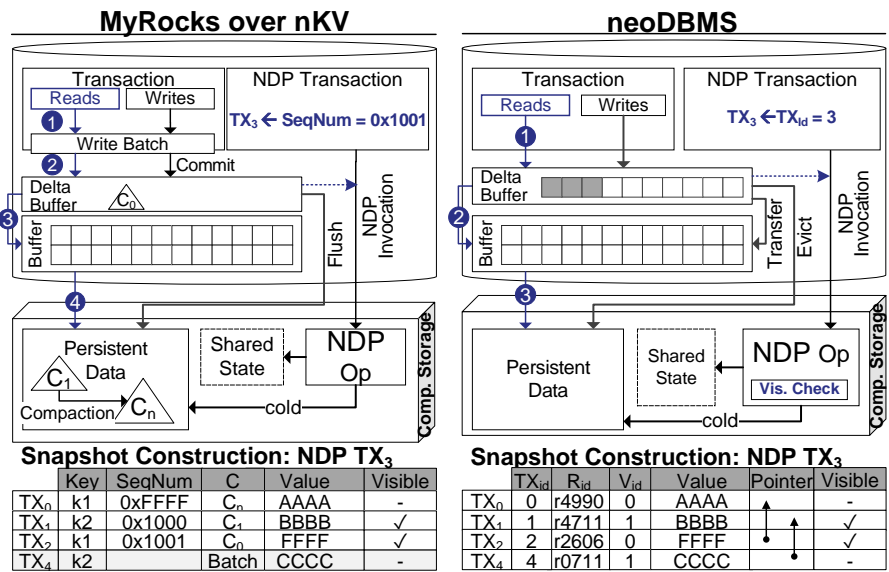 MyRocks over nKV
Transaction
Reads
Writes
1
Write Batch
2
Commit
Delta
Buffer
C0
3
Buffer
Flush
NDP
Invocation
NDP Transaction
TX3 ← SeqNum = 0x1001
4
Persistent
Data
C1
Compaction
Cn
Shared
State
NDP
Op
cold
Comp. Storage
Snapshot Construction: NDP TX3
Key SeqNum C Value Visible
TX0 k1 0xFFFF Cn AAAA -
TX1 k2 0x1000 C1 BBBB ✓
TX2 k1 0x1001 C0 FFFF ✓
TX4 k2 Batch CCCC -
neoDBMS
Transaction
Reads
Writes
1
Delta
Buffer
2
Buffer
Transfer
Evict
NDP
Invocation
NDP Transaction
TX3 ←TXId = 3
3
Persistent
Data
Shared
State
NDP Op
Vis. Check
cold
Comp. Storage
Snapshot Construction: NDP TX3
TXid Rid Vid Value Pointer Visible
TX0 0 r4990 0 AAAA -
TX1 1 r4711 1 BBBB ✓
TX2 2 r2606 0 FFFF ✓
TX4 4 r0711 1 CCCC -